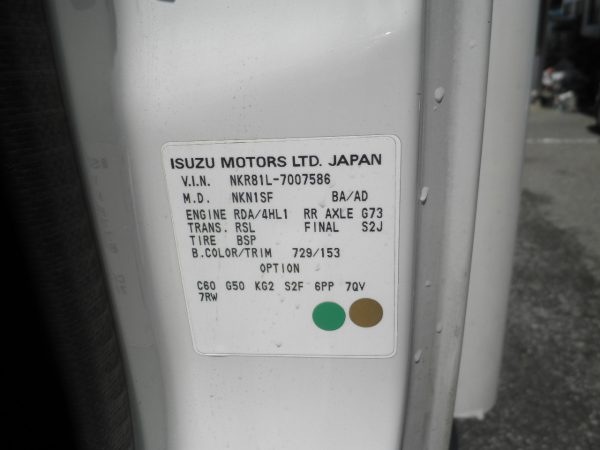 ISUZU MOTORS LTD. JAPAN
V.I.N. NKR81L-7007586
M.D. NKN1SF BA/AD
ENGINE RDA/4HL1 RR AXLE G73
TRANS. RSL FINAL S2J
TIRE BSP
B.COLOR/TRIM 729/153
OPTION
C60 G50 KG2 S2F 6PP 7QV
7RW